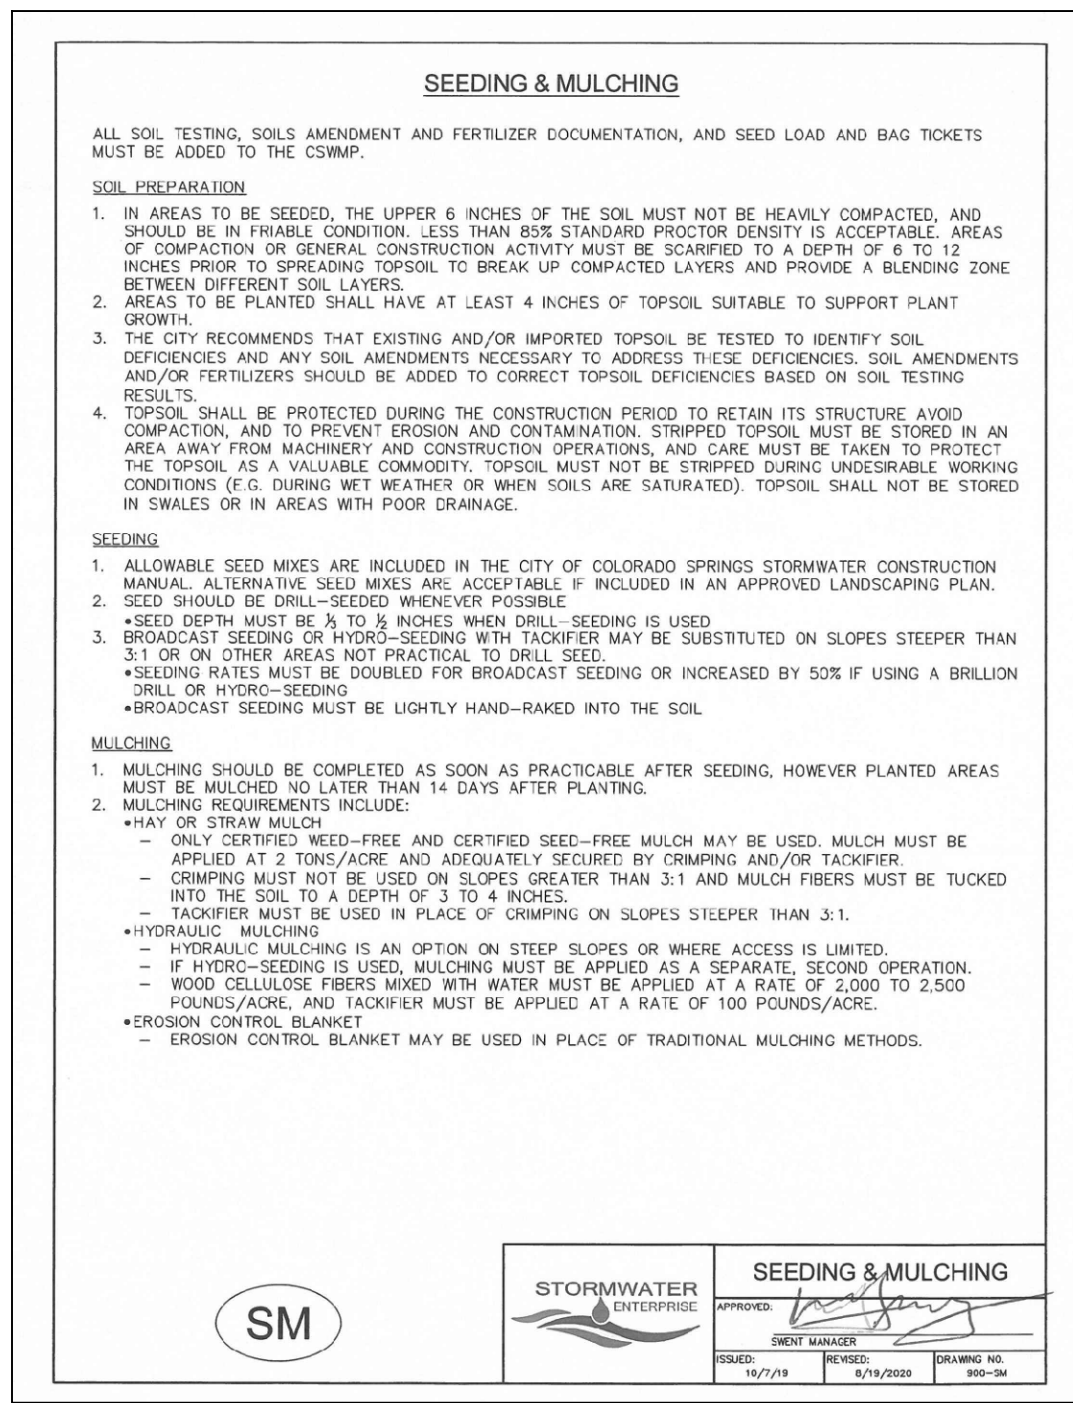 SEEDING & MULCHING
ALL SOIL TESTING, SOILS AMENDMENT AND FERTILIZER DOCUMENTATION, AND SEED LOAD AND BAG TICKETS
MUST BE ADDED TO THE CSWMP.
SOIL PREPARATION
1. IN AREAS TO BE SEEDED, THE UPPER 6 INCHES OF THE SOIL MUST NOT BE HEAVILY COMPACTED, AND
SHOULD BE IN FRIABLE CONDITION. LESS THAN 85% STANDARD PROCTOR DENSITY IS ACCEPTABLE. AREAS
OF COMPACTION OR GENERAL CONSTRUCTION ACTIVITY MUST BE SCARIFIED TO A DEPTH OF 6 TO 12
INCHES PRIOR TO SPREADING TOPSOIL TO BREAK UP COMPACTED LAYERS AND PROVIDE A BLENDING ZONE
BETWEEN DIFFERENT SOIL LAYERS.
2. AREAS TO BE PLANTED SHALL HAVE AT LEAST 4 INCHES OF TOPSOIL SUITABLE TO SUPPORT PLANT
GROWTH.
3. THE CITY RECOMMENDS THAT EXISTING AND/OR IMPORTED TOPSOIL BE TESTED TO IDENTIFY SOIL
DEFICIENCIES AND ANY SOIL AMENDMENTS NECESSARY TO ADDRESS THESE DEFICIENCIES. SOIL AMENDMENTS
AND/OR FERTILIZERS SHOULD BE ADDED TO CORRECT TOPSOIL DEFICIENCIES BASED ON SOIL TESTING
RESULTS.
4. TOPSOIL SHALL BE PROTECTED DURING THE CONSTRUCTION PERIOD TO RETAIN ITS STRUCTURE AVOID
COMPACTION, AND TO PREVENT EROSION AND CONTAMINATION. STRIPPED TOPSOIL MUST BE STORED IN AN
AREA AWAY FROM MACHINERY AND CONSTRUCTION OPERATIONS, AND CARE MUST BE TAKEN TO PROTECT
THE TOPSOIL AS A VALUABLE COMMODITY. TOPSOIL MUST NOT BE STRIPPED DURING UNDESIRABLE WORKING
CONDITIONS (E.G. DURING WET WEATHER OR WHEN SOILS ARE SATURATED). TOPSOIL SHALL NOT BE STORED
IN SWALES OR IN AREAS WITH POOR DRAINAGE.
SEEDING
1. ALLOWABLE SEED MIXES ARE INCLUDED IN THE CITY OF COLORADO SPRINGS STORMWATER CONSTRUCTION
MANUAL. ALTERNATIVE SEED MIXES ARE ACCEPTABLE IF INCLUDED IN AN APPROVED LANDSCAPING PLAN.
2. SEED SHOULD BE DRILL-SEEDED WHENEVER POSSIBLE
•SEED DEPTH MUST BE ⅓ TO ½ INCHES WHEN DRILL-SEEDING IS USED
3. BROADCAST SEEDING OR HYDRO-SEEDING WITH TACKIFIER MAY BE SUBSTITUTED ON SLOPES STEEPER THAN
3:1 OR ON OTHER AREAS NOT PRACTICAL TO DRILL SEED.
•SEEDING RATES MUST BE DOUBLED FOR BROADCAST SEEDING OR INCREASED BY 50% IF USING A BRILLION
DRILL OR HYDRO-SEEDING
•BROADCAST SEEDING MUST BE LIGHTLY HAND-RAKED INTO THE SOIL
MULCHING
1. MULCHING SHOULD BE COMPLETED AS SOON AS PRACTICABLE AFTER SEEDING, HOWEVER PLANTED AREAS
MUST BE MULCHED NO LATER THAN 14 DAYS AFTER PLANTING.
2. MULCHING REQUIREMENTS INCLUDE:
•HAY OR STRAW MULCH
– ONLY CERTIFIED WEED-FREE AND CERTIFIED SEED-FREE MULCH MAY BE USED. MULCH MUST BE
APPLIED AT 2 TONS/ACRE AND ADEQUATELY SECURED BY CRIMPING AND/OR TACKIFIER.
– CRIMPING MUST NOT BE USED ON SLOPES GREATER THAN 3:1 AND MULCH FIBERS MUST BE TUCKED
INTO THE SOIL TO A DEPTH OF 3 TO 4 INCHES.
– TACKIFIER MUST BE USED IN PLACE OF CRIMPING ON SLOPES STEEPER THAN 3:1.
•HYDRAULIC MULCHING
– HYDRAULIC MULCHING IS AN OPTION ON STEEP SLOPES OR WHERE ACCESS IS LIMITED.
– IF HYDRO-SEEDING IS USED, MULCHING MUST BE APPLIED AS A SEPARATE, SECOND OPERATION.
– WOOD CELLULOSE FIBERS MIXED WITH WATER MUST BE APPLIED AT A RATE OF 2,000 TO 2,500
POUNDS/ACRE, AND TACKIFIER MUST BE APPLIED AT A RATE OF 100 POUNDS/ACRE.
•EROSION CONTROL BLANKET
– EROSION CONTROL BLANKET MAY BE USED IN PLACE OF TRADITIONAL MULCHING METHODS.
SM
STORMWATER
ENTERPRISE
SEEDING & MULCHING
APPROVED:
SWENT MANAGER
ISSUED:
10/7/19
REVISED:
8/19/2020
DRAWING NO.
900-SM